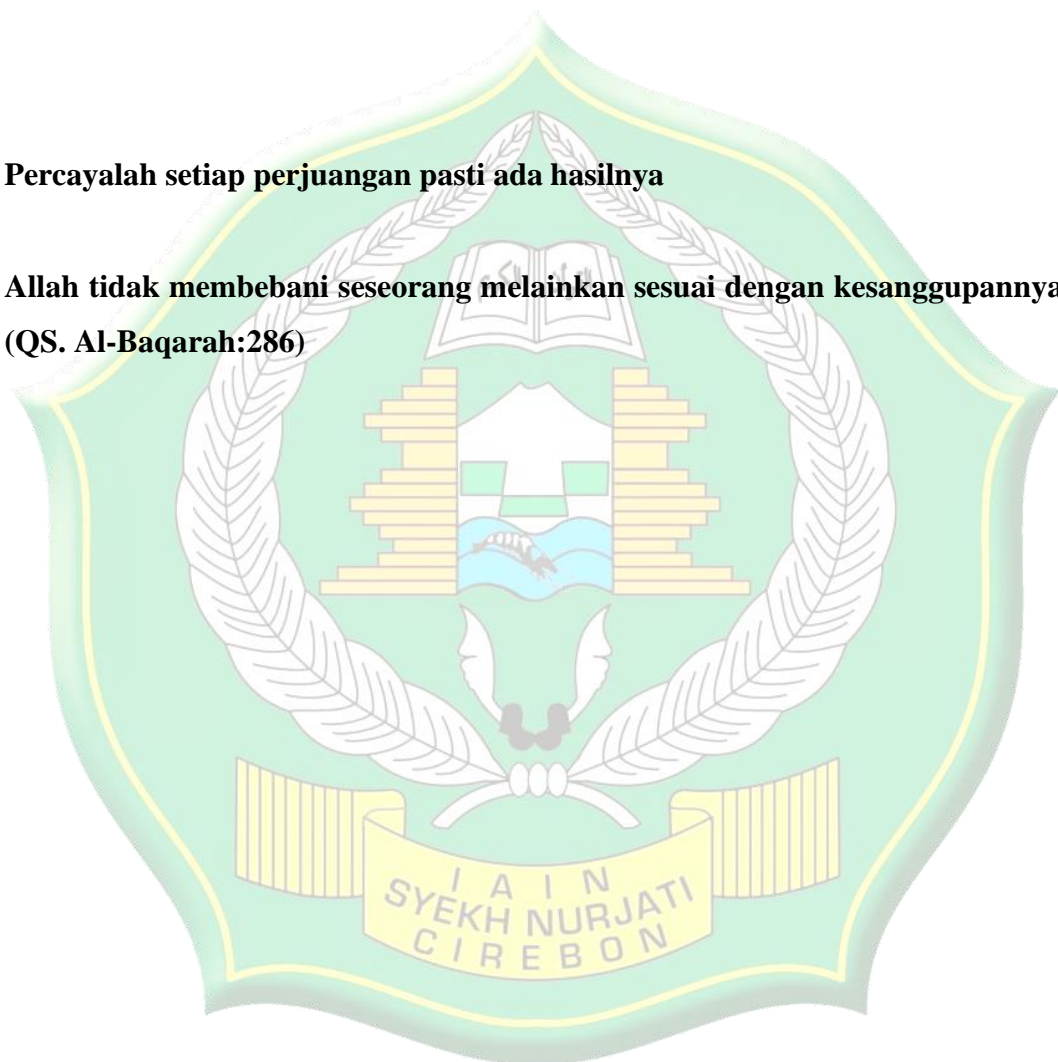 Percayalah setiap perjuangan pasti ada hasilnya
Allah tidak membebani seseorang melainkan sesuai dengan kesanggupannya
(QS. Al-Baqarah:286)
IAIN
SYEKH NURJATI
CIREBON